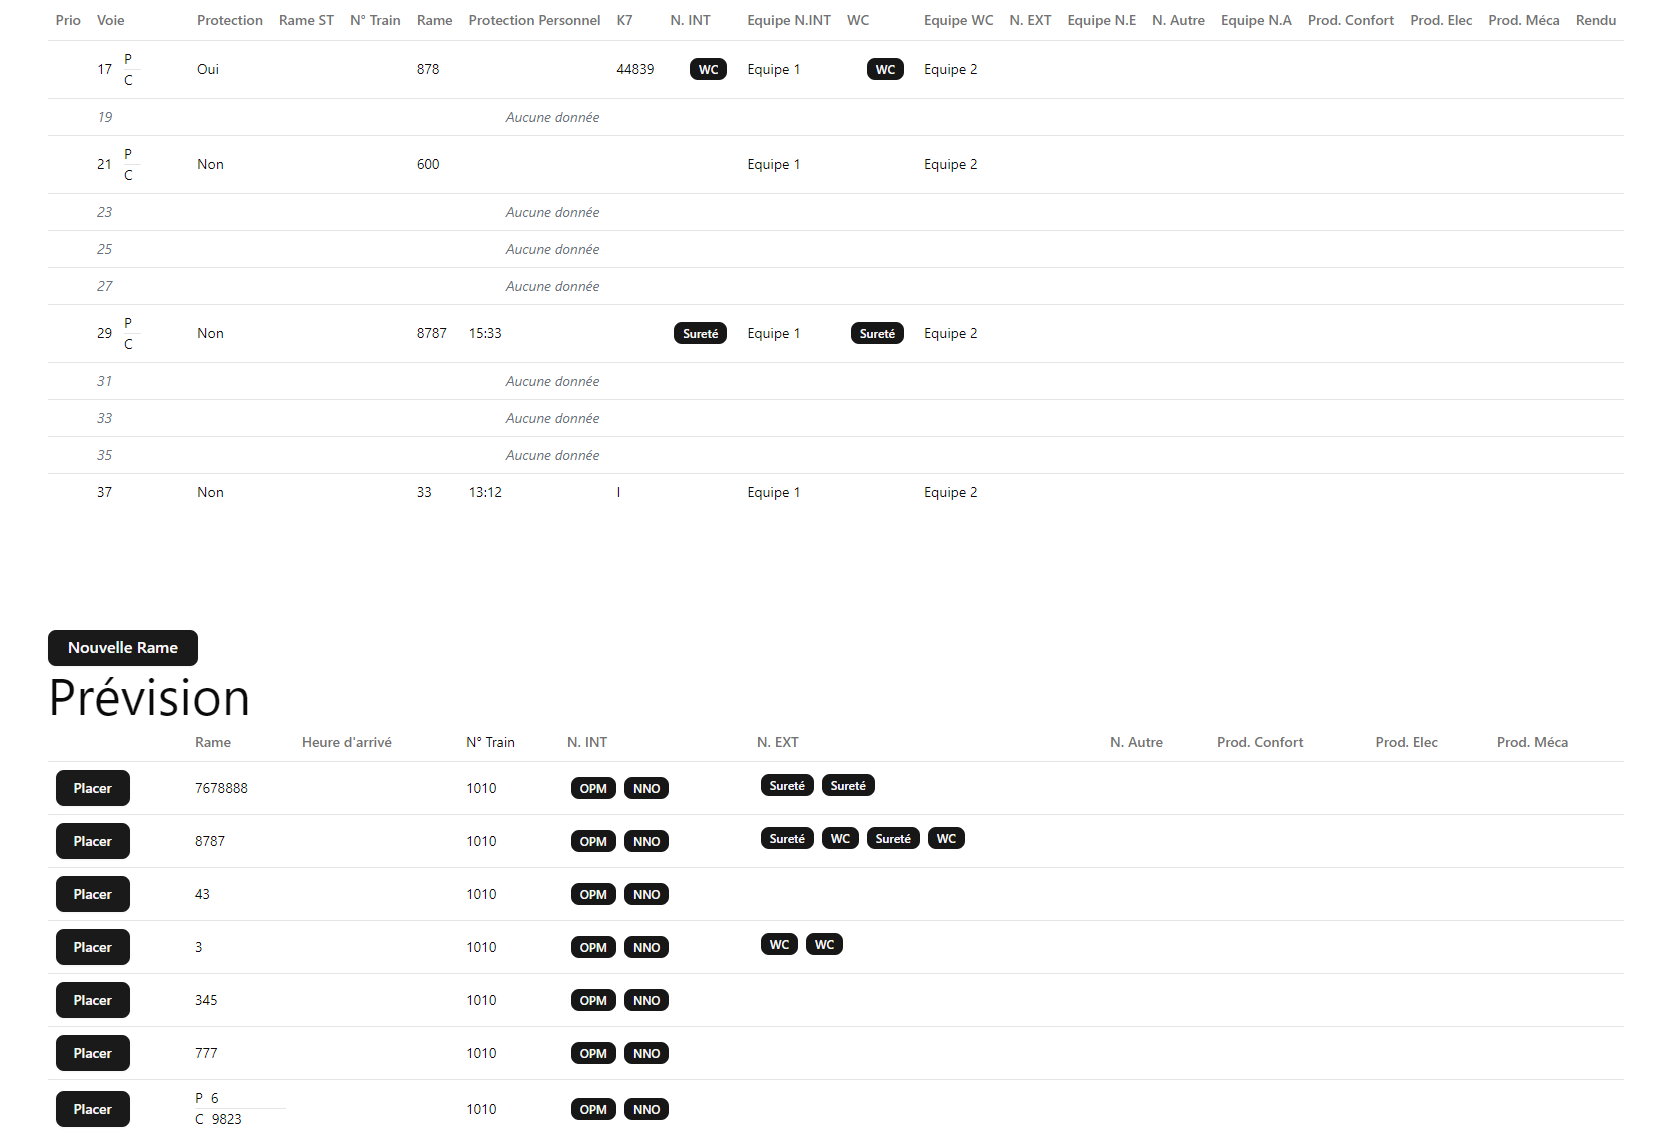 Prio Voie Protection Rame ST N° Train Rame Protection Personnel K7 N. INT Equipe N.INT WC Equipe WC N. EXT Equipe N.E N. Autre Equipe N.A Prod. Confort Prod. Elec Prod. Méca Rendu
17 P C Oui 878 44839 WC Equipe 1 WC Equipe 2
19 Aucune donnée
21 P C Non 600 Equipe 1 Equipe 2
23 Aucune donnée
25 Aucune donnée
27 Aucune donnée
29 P C Non 8787 15:33 Sureté Equipe 1 Sureté Equipe 2
31 Aucune donnée
33 Aucune donnée
35 Aucune donnée
37 Non 33 13:12 I Equipe 1 Equipe 2
Nouvelle Rame
Prévision
Rame Heure d'arrivé N° Train N. INT N. EXT N. Autre Prod. Confort Prod. Elec Prod. Méca
Placer 7678888 1010 OPM NNO Sureté Sureté
Placer 8787 1010 OPM NNO Sureté WC Sureté WC
Placer 43 1010 OPM NNO
Placer 3 1010 OPM NNO WC WC
Placer 345 1010 OPM NNO
Placer 777 1010 OPM NNO
Placer P 6 C 9823 1010 OPM NNO